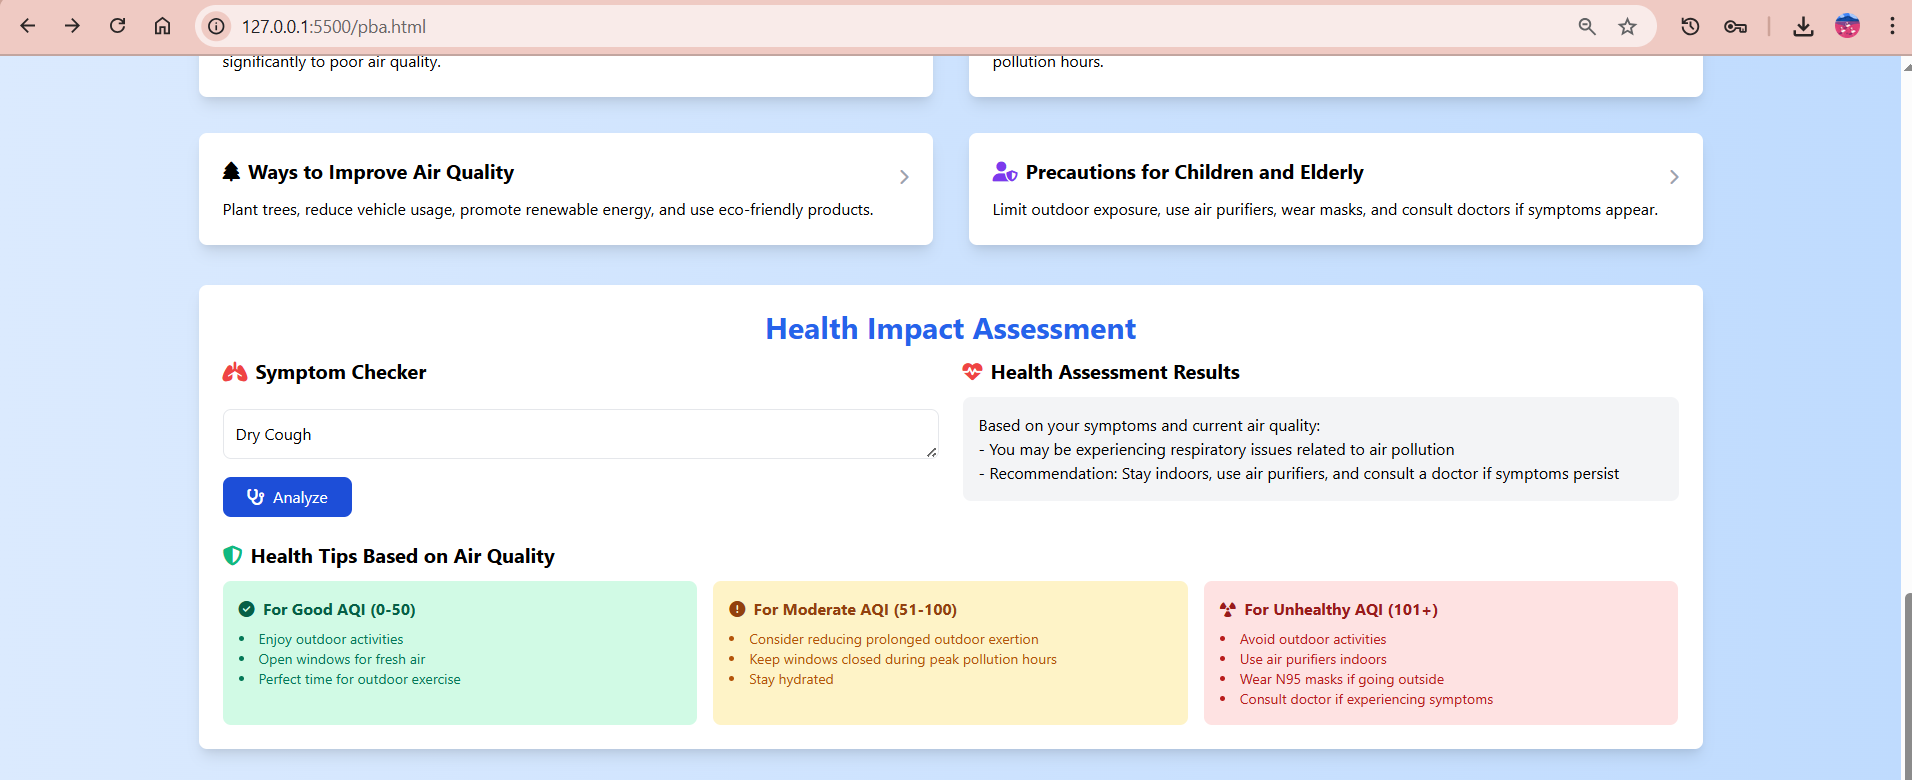 127.0.0.1:5500/pba.html
significantly to poor air quality.
pollution hours.
Ways to Improve Air Quality
Plant trees, reduce vehicle usage, promote renewable energy, and use eco-friendly products.
Precautions for Children and Elderly
Limit outdoor exposure, use air purifiers, wear masks, and consult doctors if symptoms appear.
Health Impact Assessment
Symptom Checker
Dry Cough
Analyze
Health Assessment Results
Based on your symptoms and current air quality:
- You may be experiencing respiratory issues related to air pollution
- Recommendation: Stay indoors, use air purifiers, and consult a doctor if symptoms persist
Health Tips Based on Air Quality
For Good AQI (0-50)
• Enjoy outdoor activities
• Open windows for fresh air
• Perfect time for outdoor exercise
For Moderate AQI (51-100)
• Consider reducing prolonged outdoor exertion
• Keep windows closed during peak pollution hours
• Stay hydrated
For Unhealthy AQI (101+)
• Avoid outdoor activities
• Use air purifiers indoors
• Wear N95 masks if going outside
• Consult doctor if experiencing symptoms